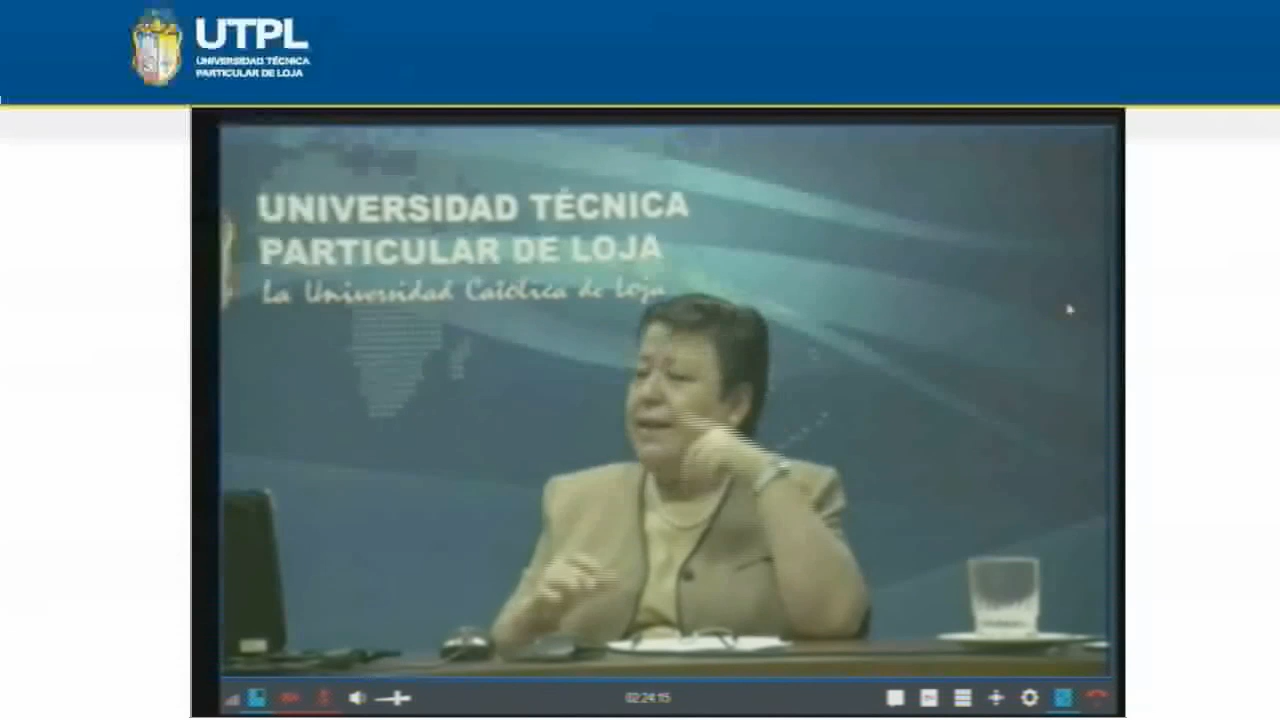 UTPL
UNIVERSIDAD TÉCNICA
PARTICULAR DE LOJA
UNIVERSIDAD TÉCNICA
PARTICULAR DE LOJA
La Universidad Católica de Loja
02:24:15